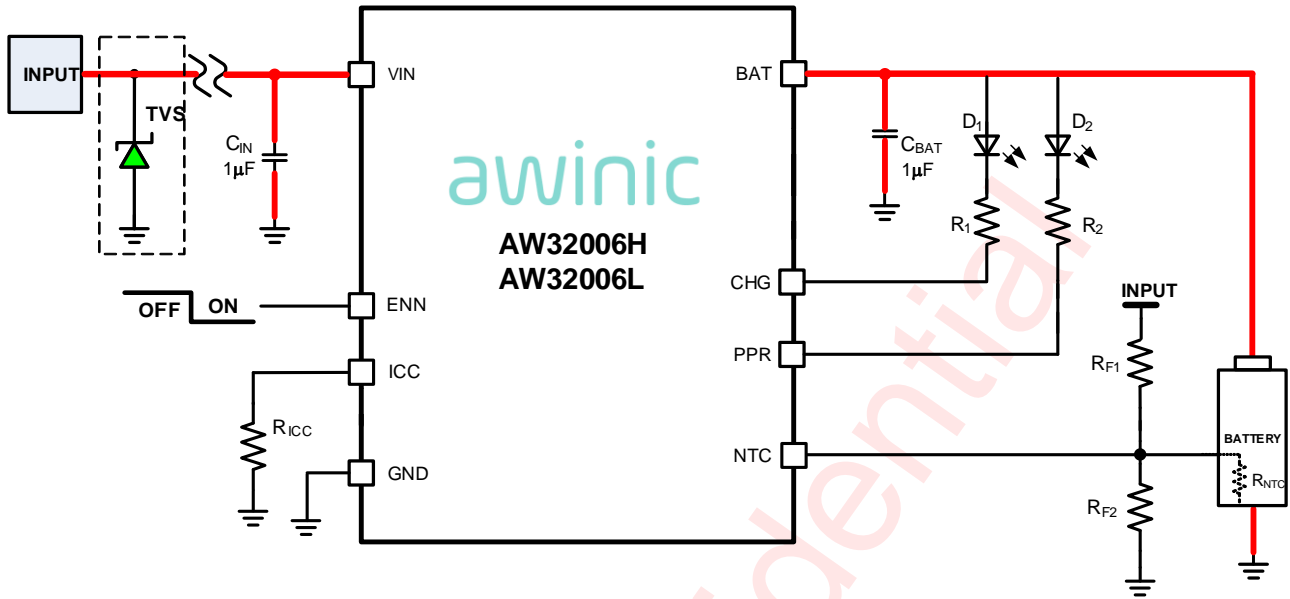 INPUT
TVS
CIN
1µF
VIN
ENN
OFF
ON
ICC
RICC
GND
awinic
AW32006H
AW32006L
BAT
CHG
PPR
NTC
CBAT
1µF
D1
D2
R1
R2
INPUT
RF1
RF2
BATTERY
RNTC